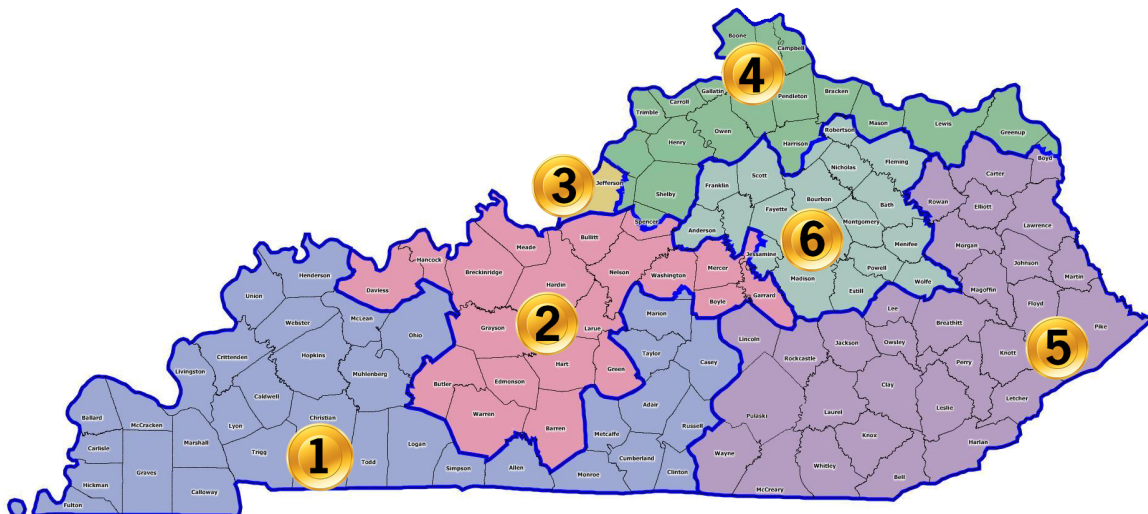 Boone
Campbell
4
Gallatin
Pendleton
Bracken
Carroll
Trimble
Mason
Lewis
Greenup
Owen
Henry
Robertson
Harrison
Boyd
Fleming
Nicholas
Carter
3
Jefferson
Scott
Franklin
Shelby
Bourbon
Rowan
Elliott
Bath
Fayette
Spencer
Montgomery
Lawrence
Anderson
6
Bullitt
Menifee
Morgan
Meade
Jessamine
Hancock
Breckinridge
Nelson
Washington
Mercer
Johnson
Powell
Martin
Henderson
Hardin
Madison
Wolfe
Daviess
Estill
Magoffin
Union
Boyle
Garrard
Floyd
Lee
McLean
Webster
2
Grayson
Larue
Marion
Breathitt
Pike
Ohio
Lincoln
Jackson
Owsley
5
Hopkins
Knott
Crittenden
Taylor
Rockcastle
Perry
Hart
Casey
Livingston
Green
Muhlenberg
Edmonson
Butler
Clay
Caldwell
Letcher
Adair
Leslie
Ballard
Christian
Warren
Pulaski
Laurel
McCracken
Lyon
Russell
Barren
Marshall
Metcalfe
Knox
Carlisle
Logan
Harlan
Trigg
1
Todd
Wayne
Cumberland
Graves
Simpson
Allen
Whitley
Clinton
Monroe
Bell
Hickman
Calloway
McCreary
Fulton